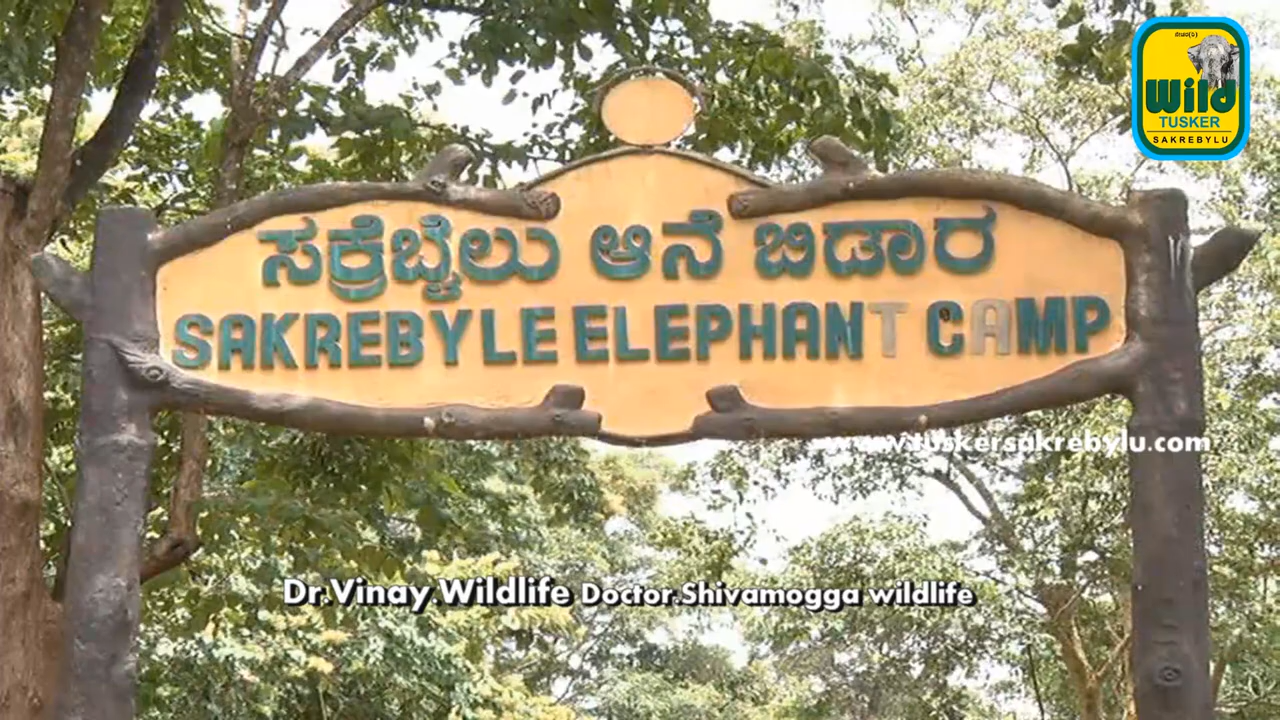 Wild
TUSKER
SAKREBYLU
ಸಕ್ರೆಬೈಲು ಆನೆ ಬಿಡಾರ
SAKREBYLE ELEPHANT CAMP
www.tuskersakrebylu.com
Dr.Vinay.Wildlife Doctor.Shivamogga wildlife